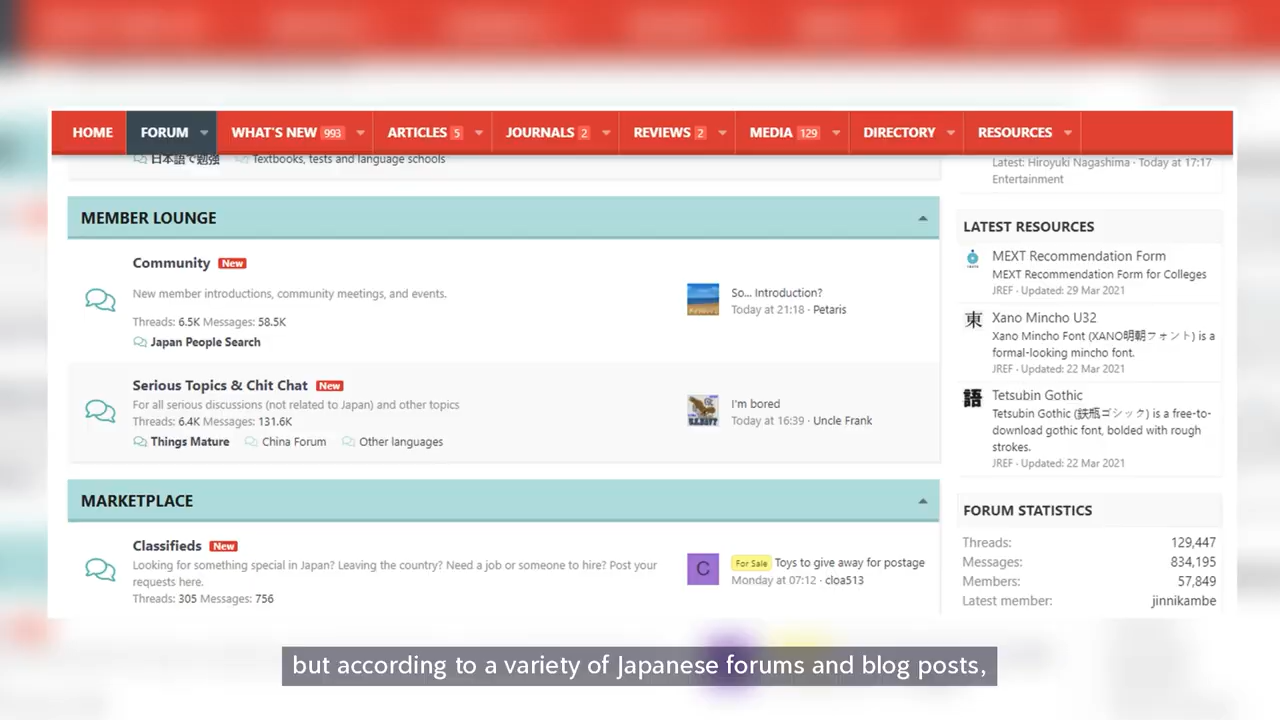 HOME
FORUM
WHAT'S NEW 993
ARTICLES 5
JOURNALS 2
REVIEWS 2
MEDIA 129
DIRECTORY
RESOURCES
日本語で勉強 Textbooks, tests and language schools
MEMBER LOUNGE
Community New
New member introductions, community meetings, and events.
Threads: 6.5K Messages: 58.5K
Japan People Search
So... Introduction?
Today at 21:18 · Petaris
Serious Topics & Chit Chat New
For all serious discussions (not related to Japan) and other topics
Threads: 6.4K Messages: 131.6K
Things Mature China Forum Other languages
I'm bored
Today at 16:39 · Uncle Frank
MARKETPLACE
Classifieds New
Looking for something special in Japan? Leaving the country? Need a job or someone to hire? Post your
requests here.
Threads: 305 Messages: 756
C
For Sale Toys to give away for postage
Monday at 07:12 · cloa513
Latest: Hiroyuki Nagashima · Today at 17:17
Entertainment
LATEST RESOURCES
MEXT Recommendation Form
MEXT Recommendation Form for Colleges
JREF · Updated: 29 Mar 2021
東
Xano Mincho U32
Xano Mincho Font (XANO明朝フォント) is a
formal-looking mincho font.
JREF · Updated: 22 Mar 2021
語
Tetsubin Gothic
Tetsubin Gothic (鉄瓶ゴシック) is a free-to-
download gothic font, bolded with rough
strokes.
JREF · Updated: 22 Mar 2021
FORUM STATISTICS
Threads: 129,447
Messages: 834,195
Members: 57,849
Latest member: jinnikambe
but according to a variety of Japanese forums and blog posts,